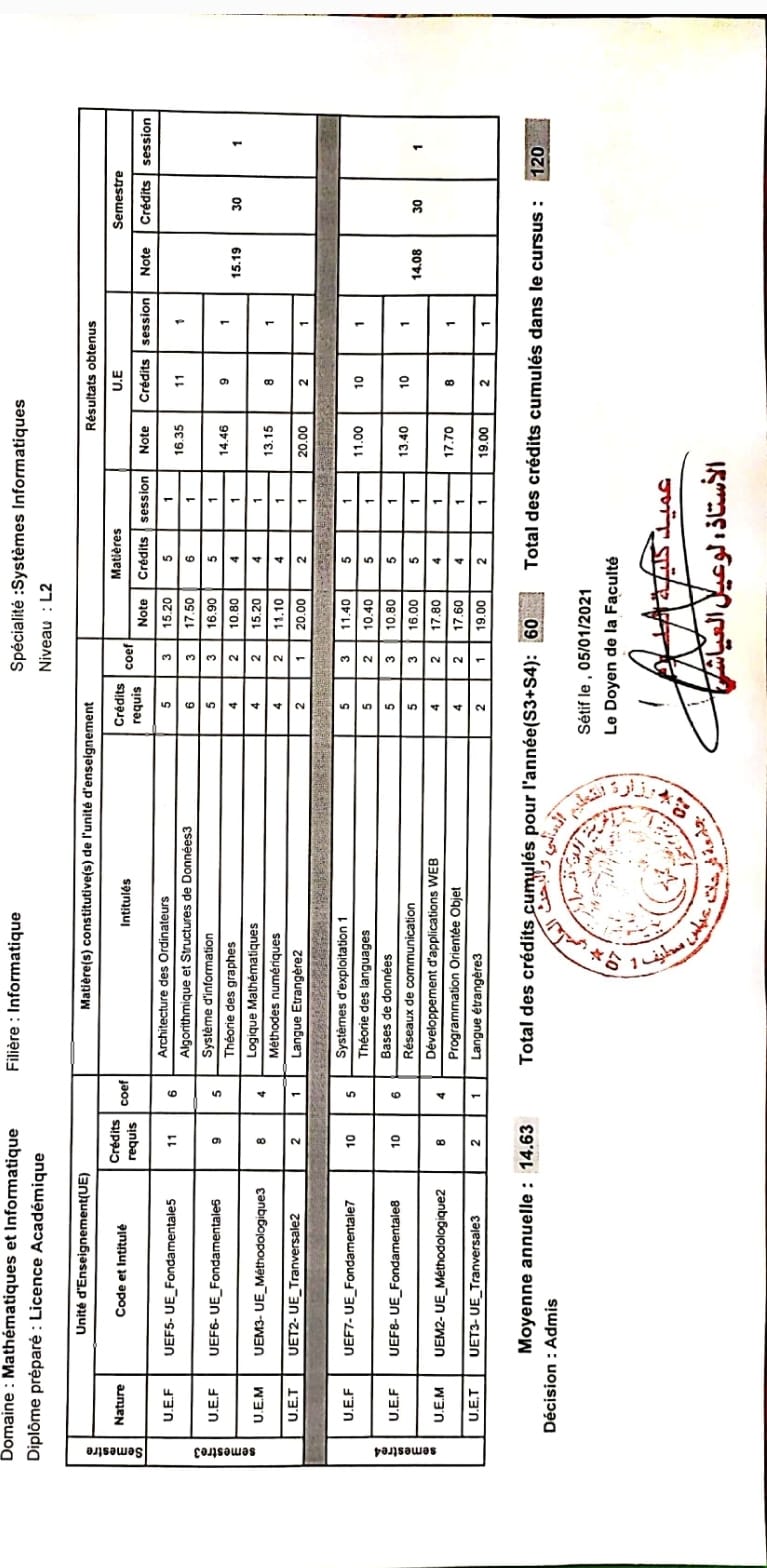 Domaine : Mathématiques et Informatique Filière : Informatique Spécialité :Systèmes Informatiques
Diplôme préparé : Licence Académique Niveau : L2
Semestre Unité d'Enseignement(UE) Matière(s) constitutive(s) de l'unité d'enseignement Résultats obtenus
Nature Code et Intitulé Crédits requis coef Intitulés Crédits requis coef Matières U.E Semestre
Note Crédits session Note Crédits session Note Crédits session
semestre3
U.E.F UEF5- UE_Fondamentale5 11 6 Architecture des Ordinateurs 5 3 15.20 5 1 16.35 11 1 15.19 30 1
Algorithmique et Structures de Données3 6 3 17.50 6 1
U.E.F UEF6- UE_Fondamentale6 9 5 Système d'information 5 3 16.90 5 1 14.46 9 1
Théorie des graphes 4 2 10.80 4 1
U.E.M UEM3- UE_Méthodologique3 8 4 Logique Mathématiques 4 2 15.20 4 1 13.15 8 1
Méthodes numériques 4 2 11.10 4 1
U.E.T UET2- UE_Tranversale2 2 1 Langue Etrangère2 2 1 20.00 2 1 20.00 2 1
semestre4
U.E.F UEF7- UE_Fondamentale7 10 5 Systèmes d'exploitation 1 5 3 11.40 5 1 11.00 10 1 14.08 30 1
Théorie des languages 5 2 10.40 5 1
U.E.F UEF8- UE_Fondamentale8 10 6 Bases de données 5 3 10.80 5 1 13.40 10 1
Réseaux de communication 5 3 16.00 5 1
U.E.M UEM2- UE_Méthodologique2 8 4 Développement d'applications WEB 4 2 17.80 4 1 17.70 8 1
Programmation Orientée Objet 4 2 17.60 4 1
U.E.T UET3- UE_Tranversale3 2 1 Langue étrangère3 2 1 19.00 2 1 19.00 2 1
Moyenne annuelle : 14.63 Total des crédits cumulés pour l'année(S3+S4): 60 Total des crédits cumulés dans le cursus : 120
Décision : Admis
Sétif le , 05/01/2021
Le Doyen de la Faculté
وزارة التعليم العالي والبحث العلمي
جامعة فرحات عباس سطيف 1
07
عميد كليـة العلـوم
الأستاذ: لوعيل العياشي